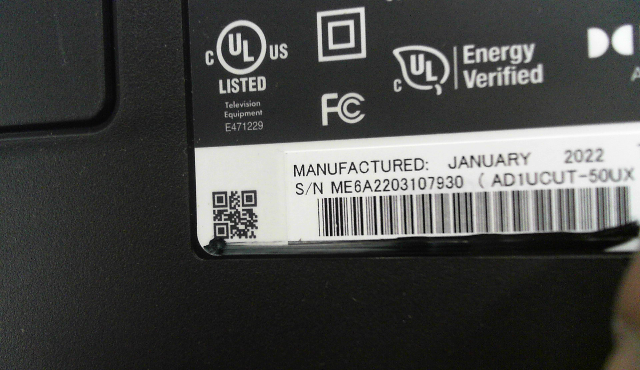 C UL US
LISTED
Television
Equipment
E471229
FC
C UL
Energy
Verified
MANUFACTURED: JANUARY 2022
S/N ME6A2203107930 ( AD1UCUT-50UX